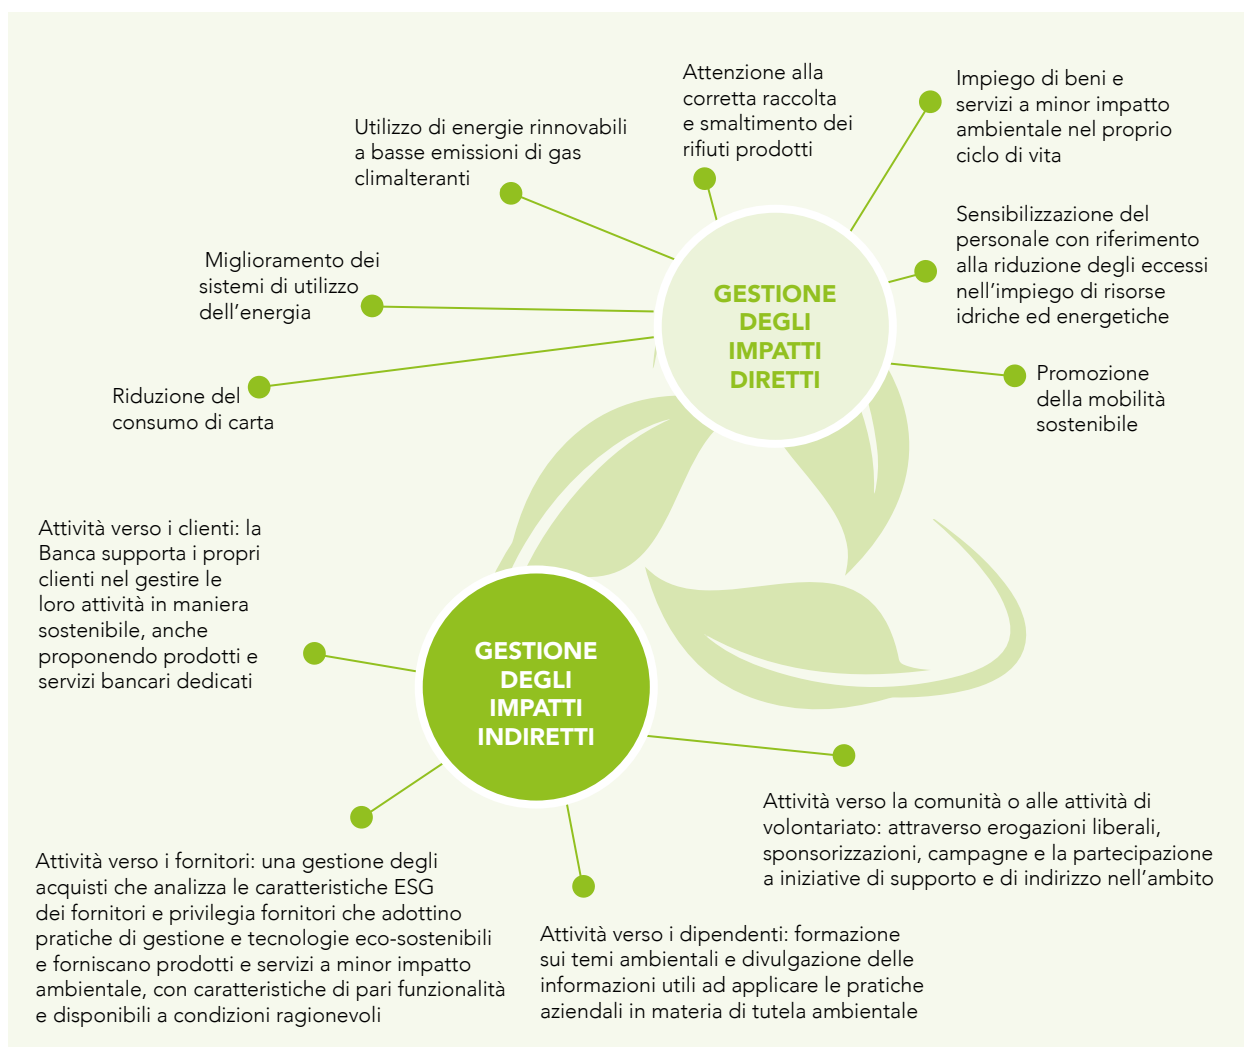 Attenzione alla
corretta raccolta
e smaltimento dei
rifiuti prodotti
Impiego di beni e
servizi a minor impatto
ambientale nel proprio
ciclo di vita
Utilizzo di energie rinnovabili
a basse emissioni di gas
climalteranti
Sensibilizzazione del
personale con riferimento
alla riduzione degli eccessi
nell'impiego di risorse
idriche ed energetiche
Miglioramento dei
sistemi di utilizzo
dell'energia
GESTIONE
DEGLI
IMPATTI
DIRETTI
Promozione
della mobilità
sostenibile
Riduzione del
consumo di carta
Attività verso i clienti: la
Banca supporta i propri
clienti nel gestire le
loro attività in maniera
sostenibile, anche
proponendo prodotti e
servizi bancari dedicati
GESTIONE
DEGLI
IMPATTI
INDIRETTI
Attività verso la comunità o alle attività di
volontariato: attraverso erogazioni liberali,
sponsorizzazioni, campagne e la partecipazione
a iniziative di supporto e di indirizzo nell'ambito
Attività verso i fornitori: una gestione degli
acquisti che analizza le caratteristiche ESG
dei fornitori e privilegia fornitori che adottino
pratiche di gestione e tecnologie eco-sostenibili
e forniscano prodotti e servizi a minor impatto
ambientale, con caratteristiche di pari funzionalità
e disponibili a condizioni ragionevoli
Attività verso i dipendenti: formazione
sui temi ambientali e divulgazione delle
informazioni utili ad applicare le pratiche
aziendali in materia di tutela ambientale